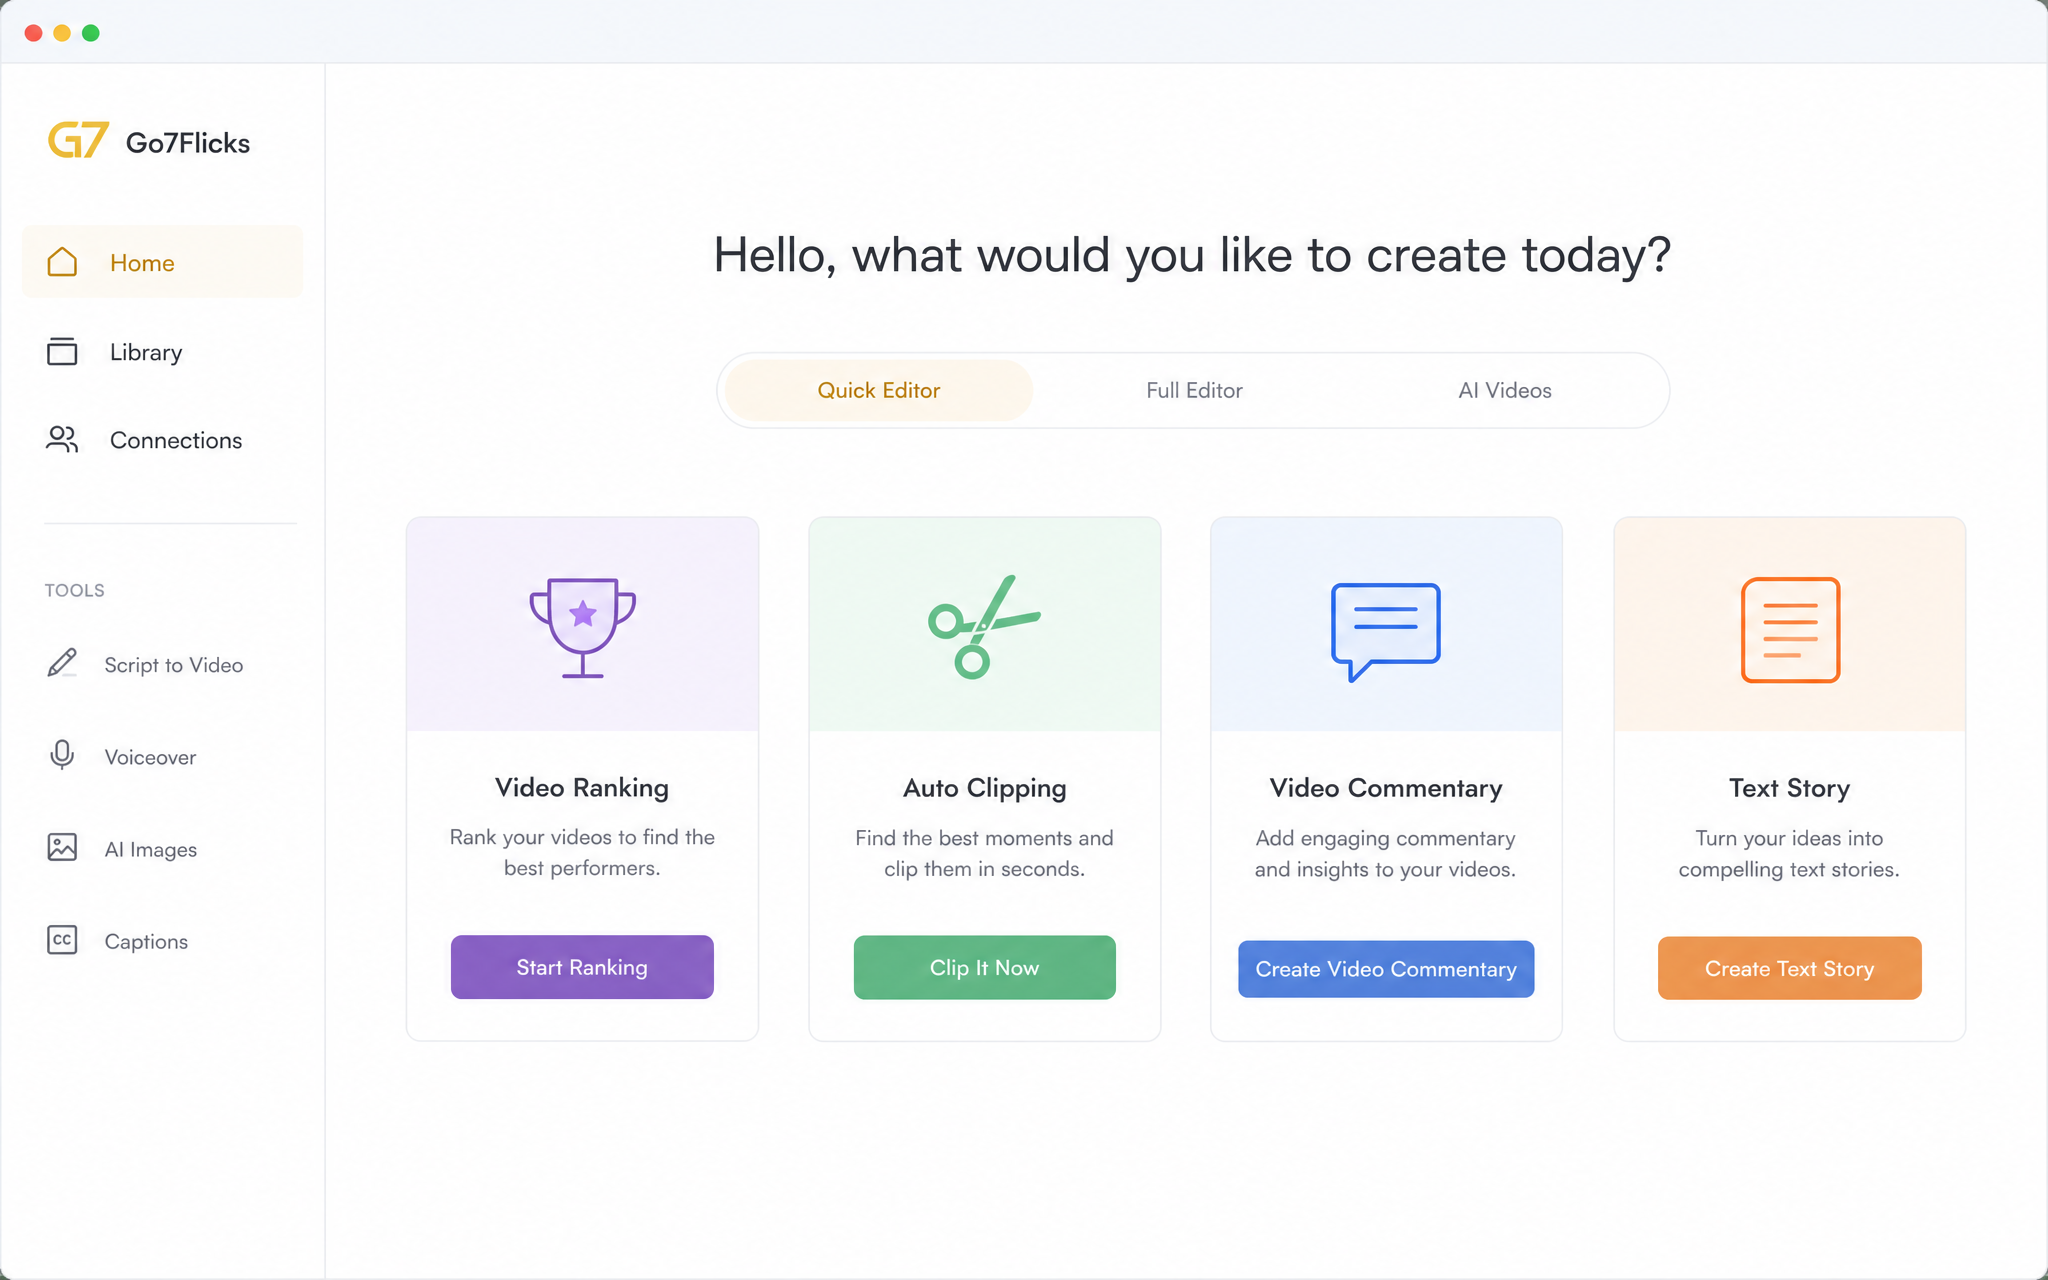 G7 Go7Flicks
Home
Library
Connections
TOOLS
Script to Video
Voiceover
AI Images
CC Captions
Hello, what would you like to create today?
Quick Editor
Full Editor
AI Videos
Video Ranking
Rank your videos to find the
best performers.
Start Ranking
Auto Clipping
Find the best moments and
clip them in seconds.
Clip It Now
Video Commentary
Add engaging commentary
and insights to your videos.
Create Video Commentary
Text Story
Turn your ideas into
compelling text stories.
Create Text Story